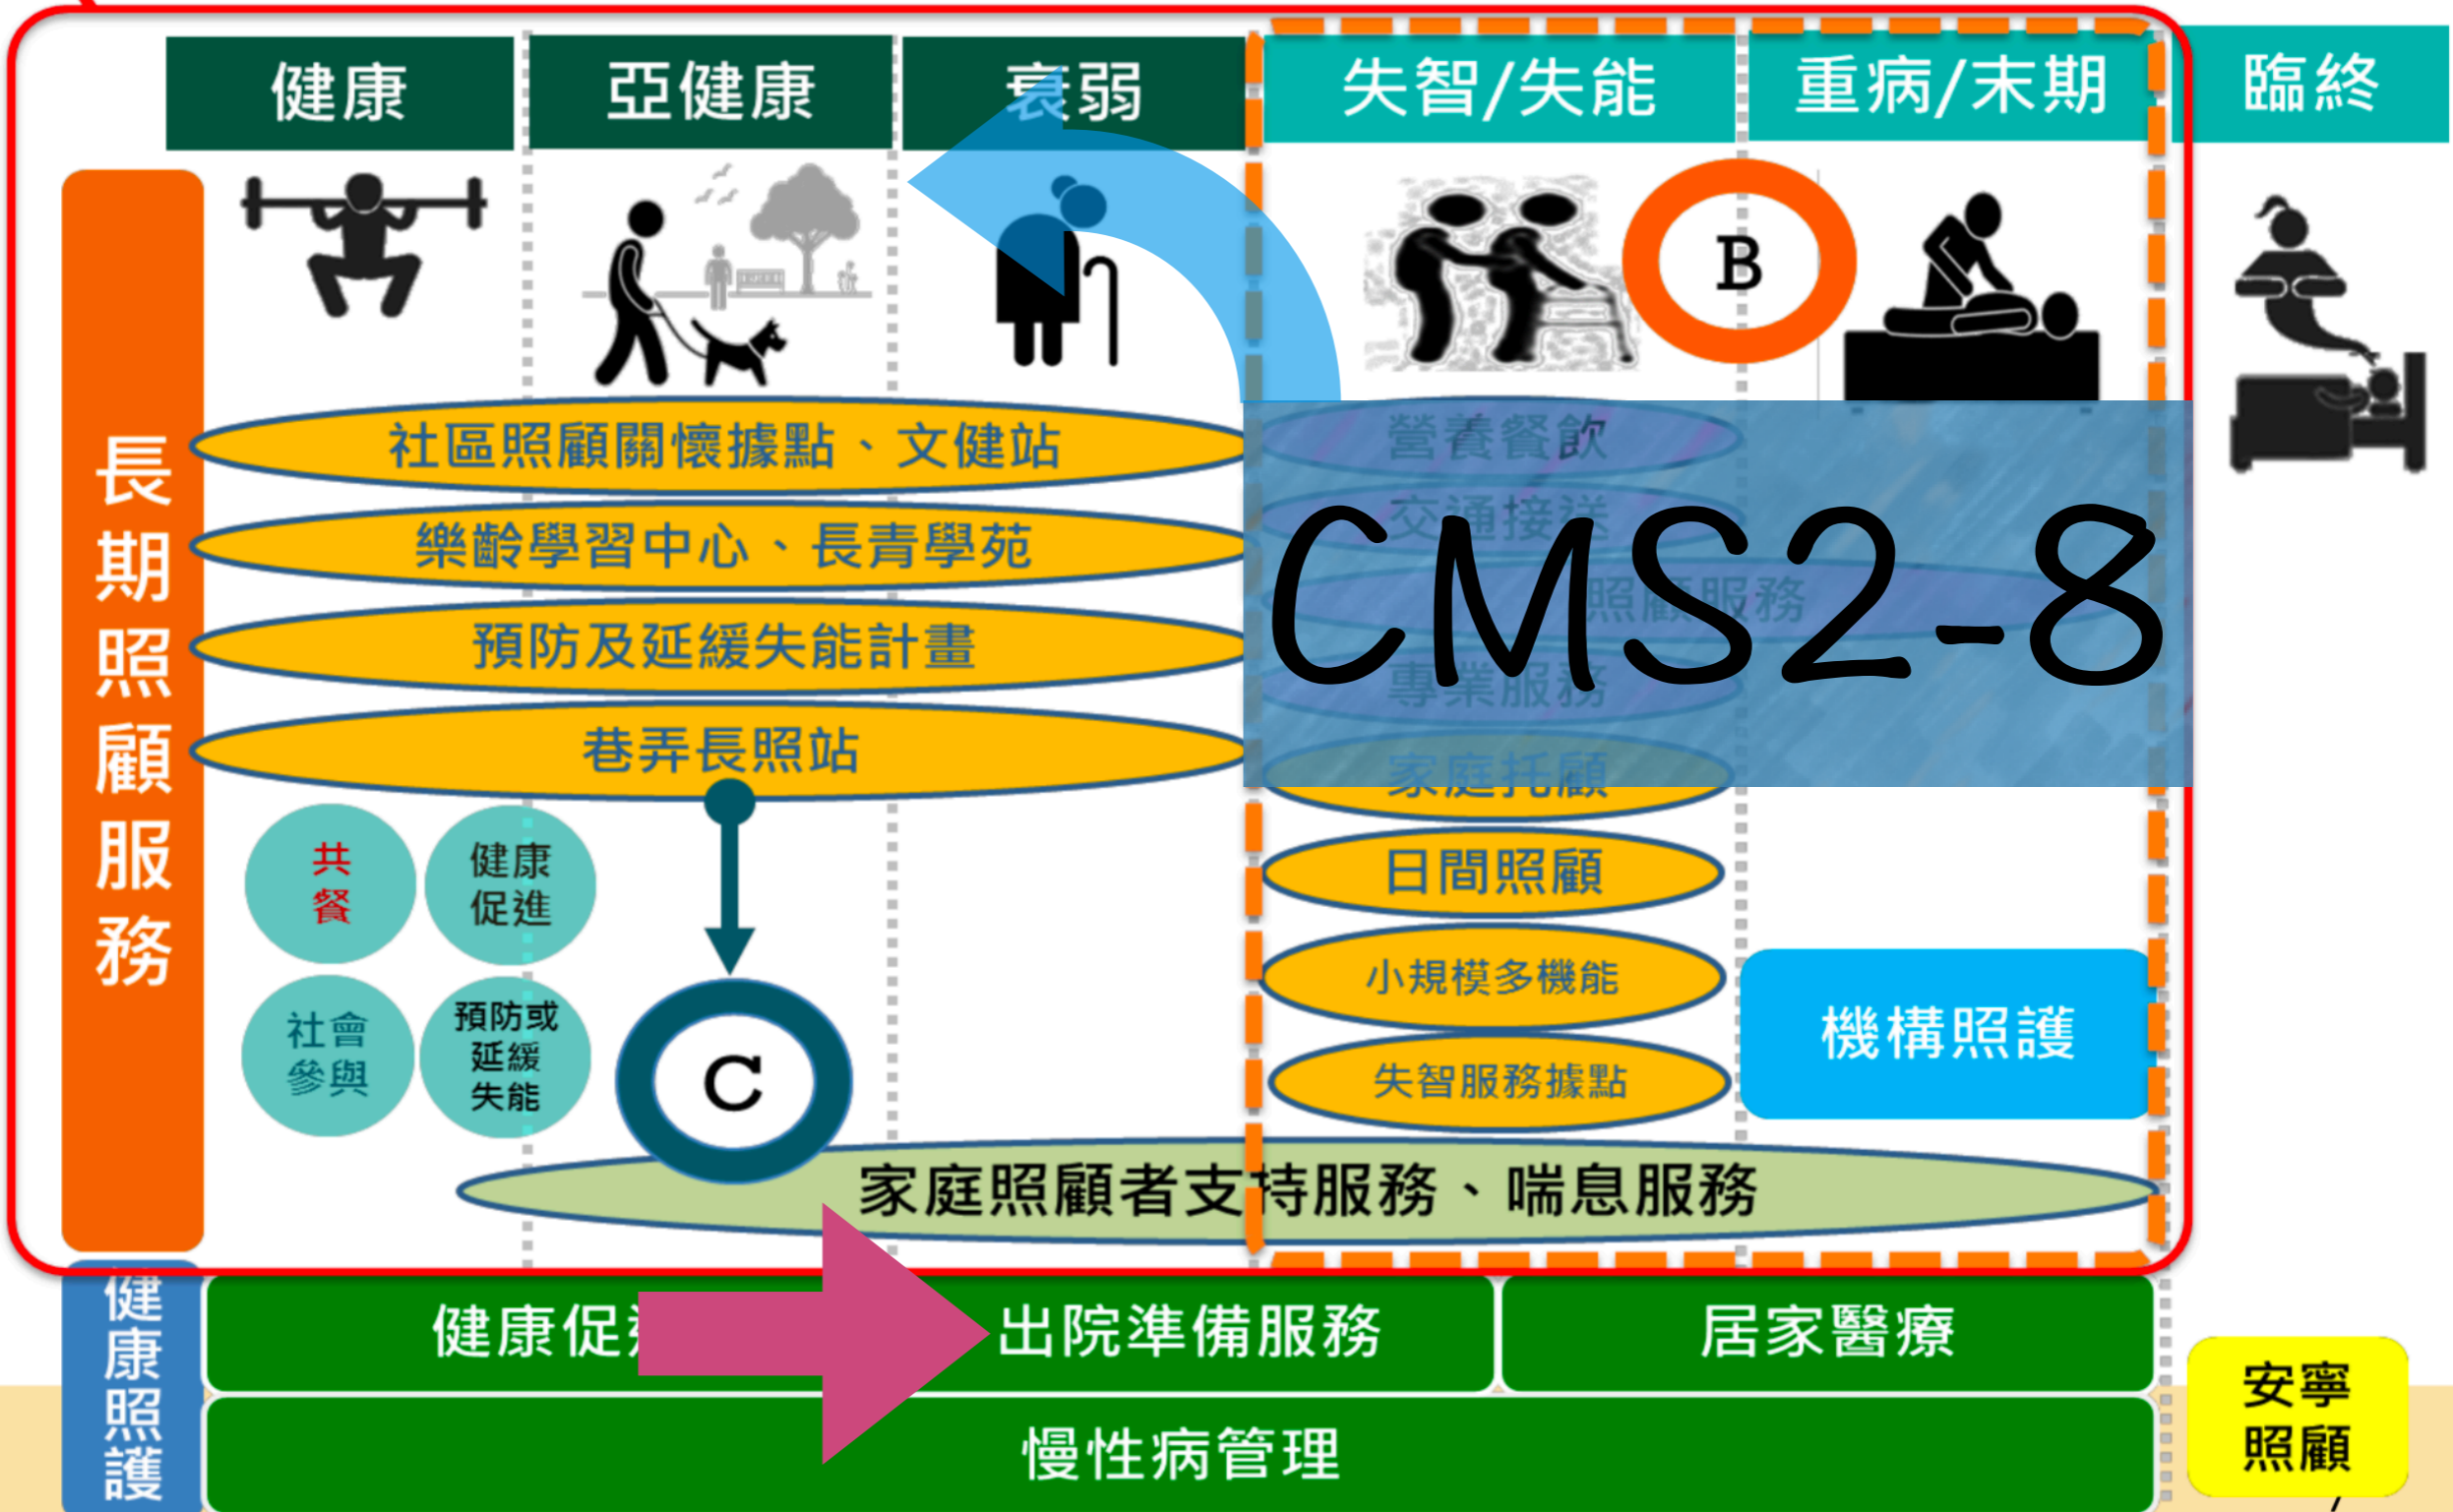 健康
亞健康
衰弱
失智/失能
重病/末期
臨終
長期照顧服務
B
社區照顧關懷據點、文健站
樂齡學習中心、長青學苑
預防及延緩失能計畫
巷弄長照站
營養餐飲
交通接送
照顧服務
專業服務
CMS2-8
家庭托顧
日間照顧
小規模多機能
失智服務據點
機構照護
共
餐
健康
促進
社會
參與
預防或
延緩
失能
C
家庭照顧者支持服務、喘息服務
健康照護
健康促
出院準備服務
居家醫療
慢性病管理
安寧
照顧